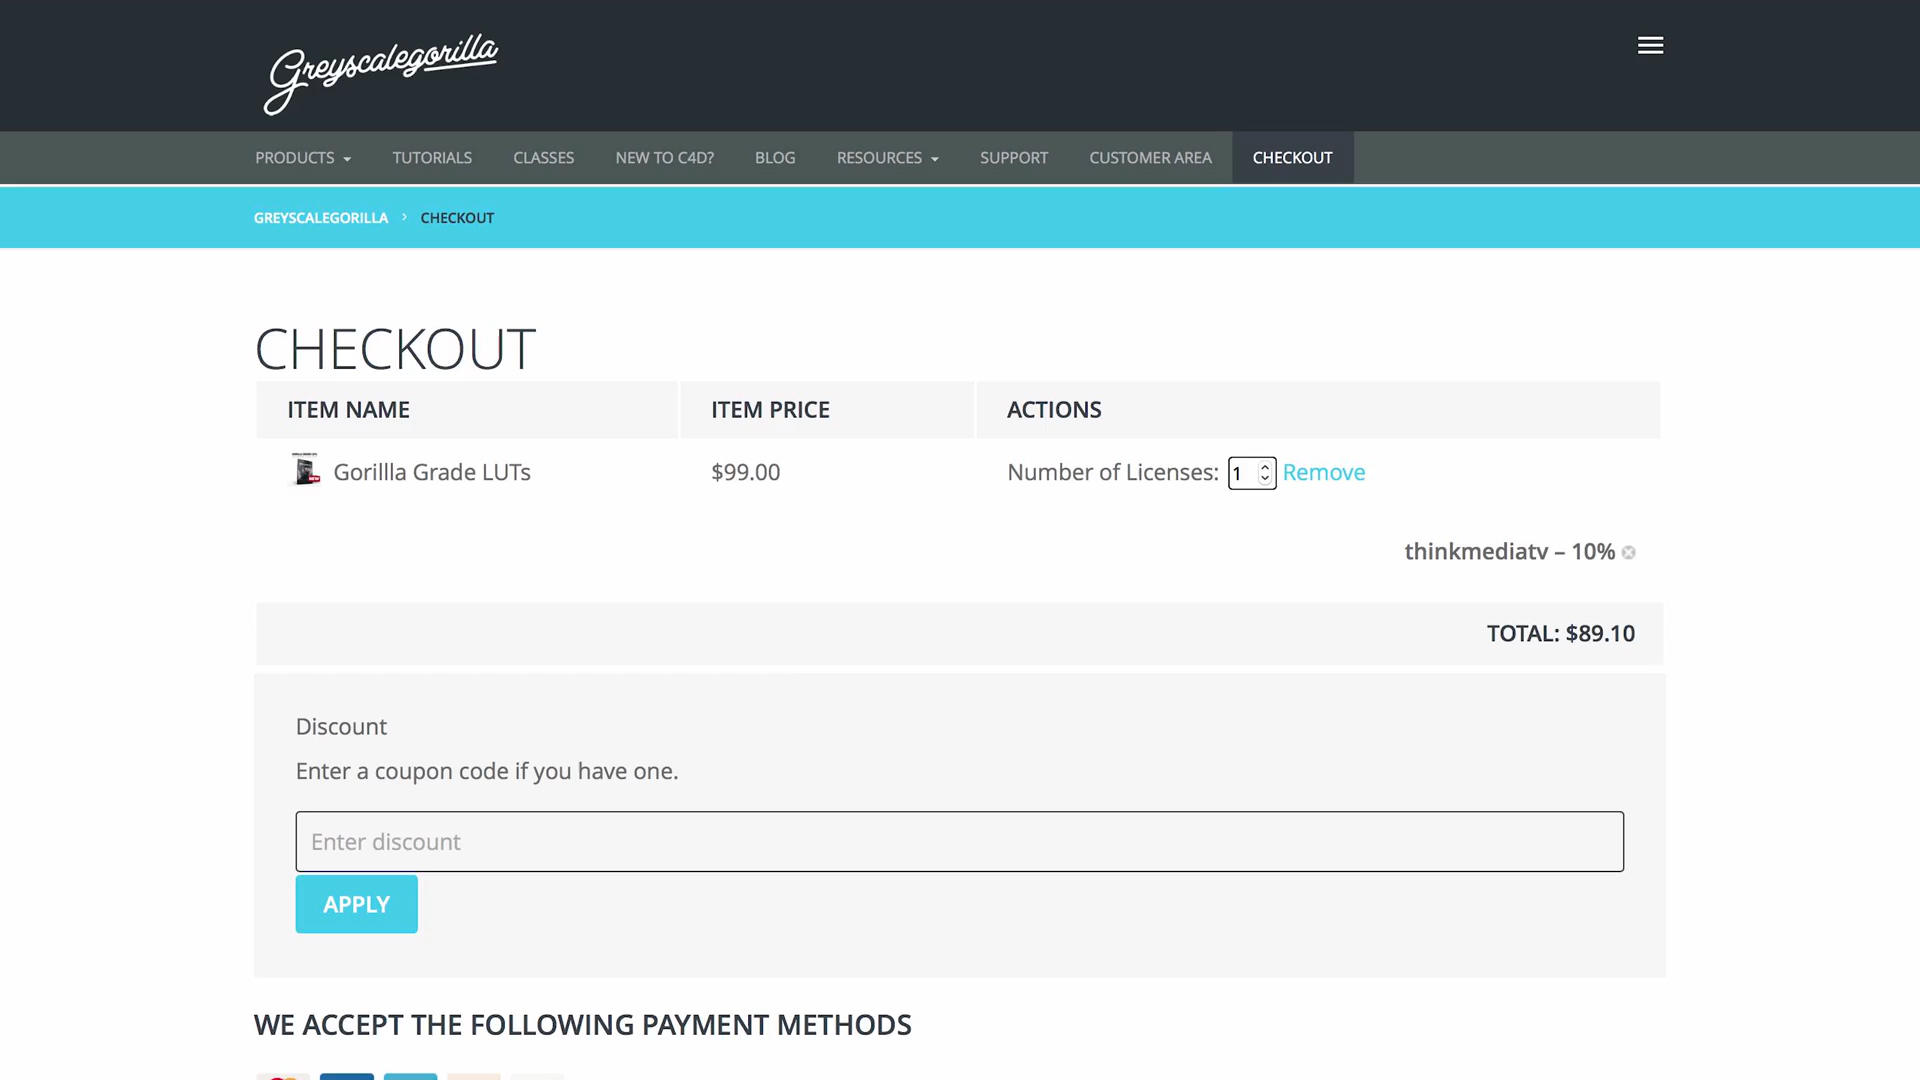 Greyscalegorilla
PRODUCTS TUTORIALS CLASSES NEW TO C4D? BLOG RESOURCES SUPPORT CUSTOMER AREA CHECKOUT
GREYSCALEGORILLA › CHECKOUT
CHECKOUT
ITEM NAME ITEM PRICE ACTIONS
Gorillla Grade LUTs $99.00 Number of Licenses: 1 Remove
thinkmediatv – 10%
TOTAL: $89.10
Discount
Enter a coupon code if you have one.
Enter discount
APPLY
WE ACCEPT THE FOLLOWING PAYMENT METHODS